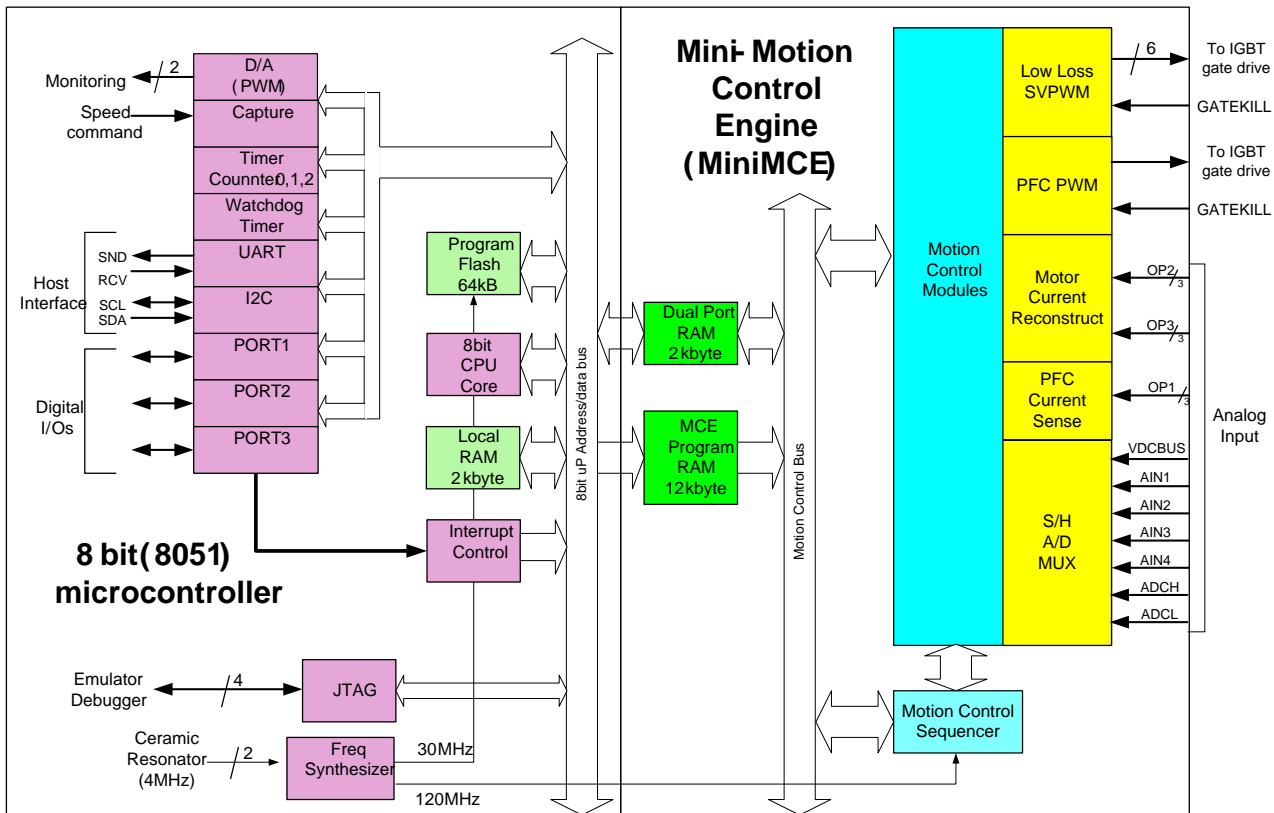 Monitoring
2
D/A
(PWM)
Speed
command
Capture
Timer
Counnter0,1,2
Watchdog
Timer
Host
Interface
SND
RCV
UART
SCL
SDA
I2C
Digital
I/Os
PORT1
PORT2
PORT3
8 bit(8051)
microcontroller
Program
Flash
64kB
8bit
CPU
Core
Local
RAM
2kbyte
Interrupt
Control
Emulator
Debugger
4
JTAG
Ceramic
Resonator
(4MHz)
2
Freq
Synthesizer
30MHz
120MHz
8bit uP Address/data bus
Mini-Motion
Control
Engine
(MiniMCE)
Dual Port
RAM
2kbyte
MCE
Program
RAM
12kbyte
Motion Control Bus
Motion
Control
Modules
Low Loss
SVPWM
6
To IGBT
gate drive
GATEKILL
PFC PWM
To IGBT
gate drive
GATEKILL
Motor
Current
Reconstruct
OP2
3
OP3
3
PFC
Current
Sense
OP1
3
Analog
Input
S/H
A/D
MUX
VDCBUS
AIN1
AIN2
AIN3
AIN4
ADCH
ADCL
Motion Control
Sequencer